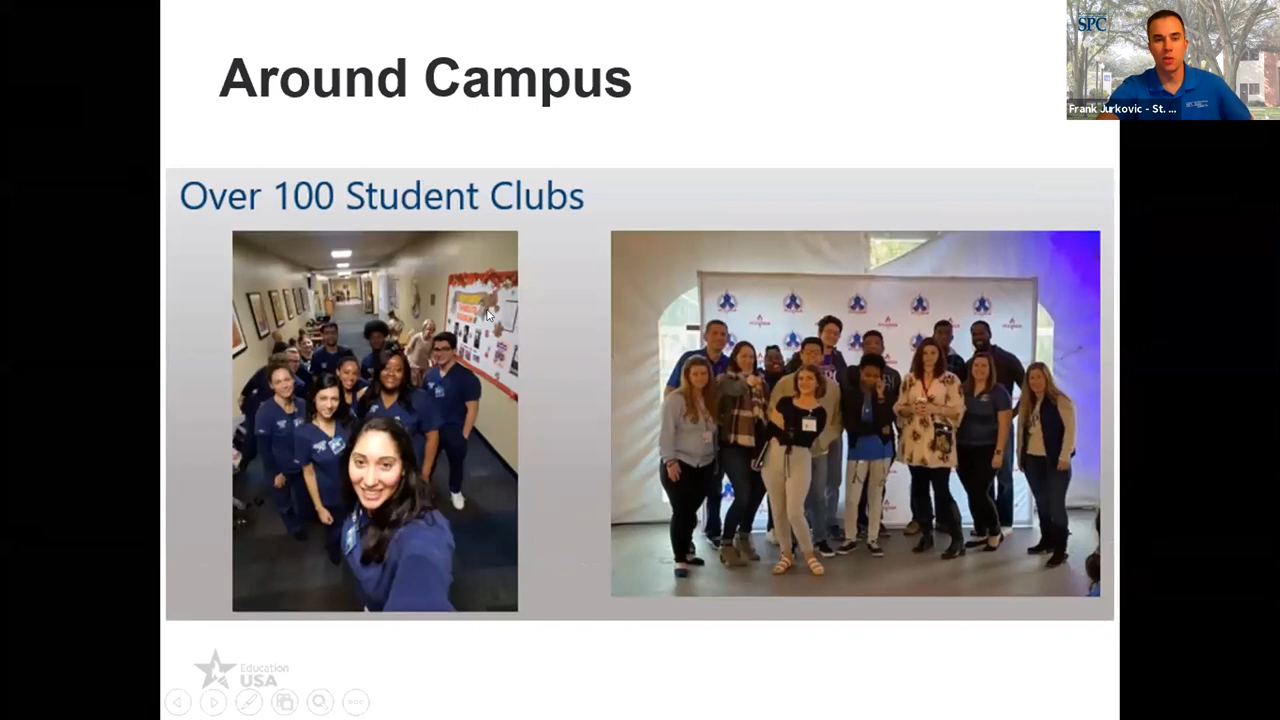 Around Campus
SPC
Frank Jurkovic - St. ...
Over 100 Student Clubs
Education
USA